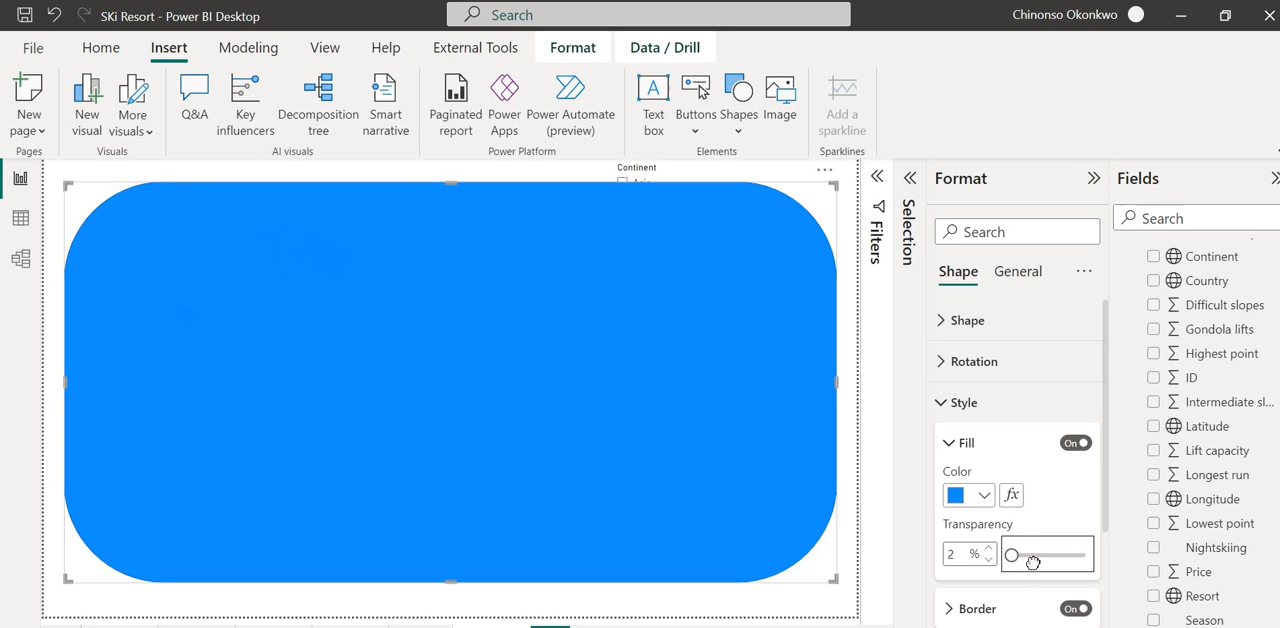 SKi Resort - Power BI Desktop
Search
Chinonso Okonkwo
File
Home
Insert
Modeling
View
Help
External Tools
Format
Data / Drill
New
page
Pages
New
visual
More
visuals
Visuals
Q&A
Key
influencers
Decomposition
tree
Smart
narrative
AI visuals
Paginated
report
Power
Apps
Power Automate
(preview)
Power Platform
A
Text
box
Buttons
Shapes
Image
Elements
Add a
sparkline
Sparklines
Continent
Filters
Selection
Format
Search
Shape
General
Shape
Rotation
Style
Fill
On
Color
fx
Transparency
2 %
Border
On
Fields
Search
Continent
Country
Difficult slopes
Gondola lifts
Highest point
ID
Intermediate sl...
Latitude
Lift capacity
Longest run
Longitude
Lowest point
Nightskiing
Price
Resort
Season